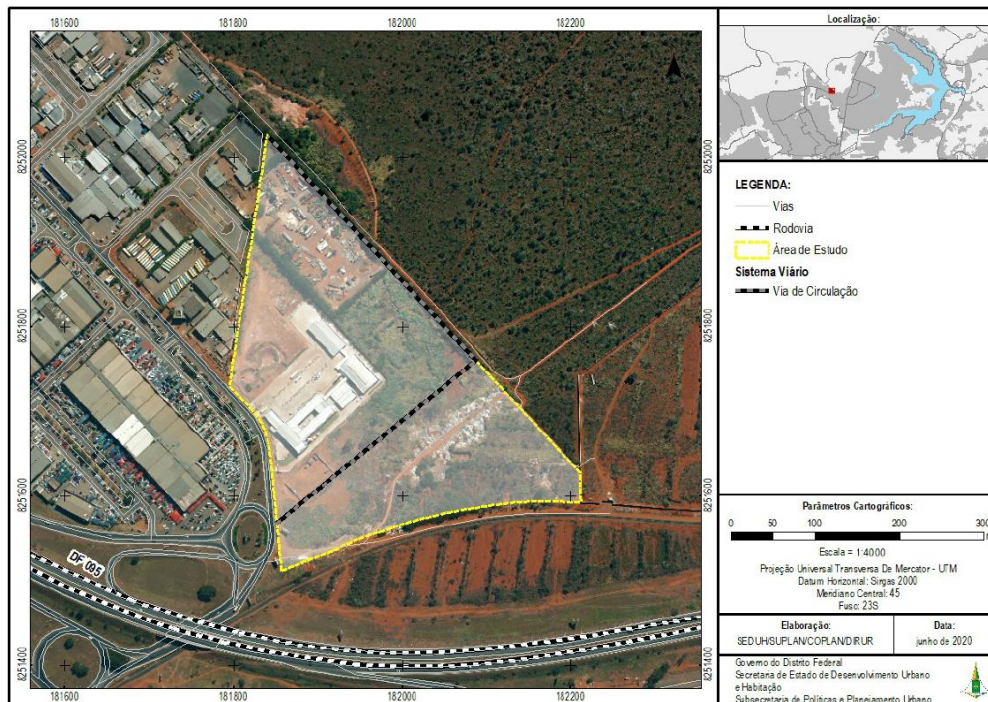 181600
181800
182000
182200
8252000
8251800
8251600
8251400
8252000
8251800
8251600
8251400
DF 095
181600
181800
182000
182200
Localização:
LEGENDA:
Vias
Rodovia
Área de Estudo
Sistema Viário
Via de Circulação
Parâmetros Cartográficos:
0 50 100 200 300
Escala = 1:4000
Projeção Universal Transversa De Mercator - UTM
Datum Horizontal: Sirgas 2000
Meridiano Central: 45
Fuso: 23S
Elaboração:
SEDUH/SUPLAN/COPLAN/DIRUR
Data:
junho de 2020
Governo do Distrito Federal
Secretaria de Estado de Desenvolvimento Urbano
e Habitação
Subsecretaria de Políticas e Planejamento Urbano